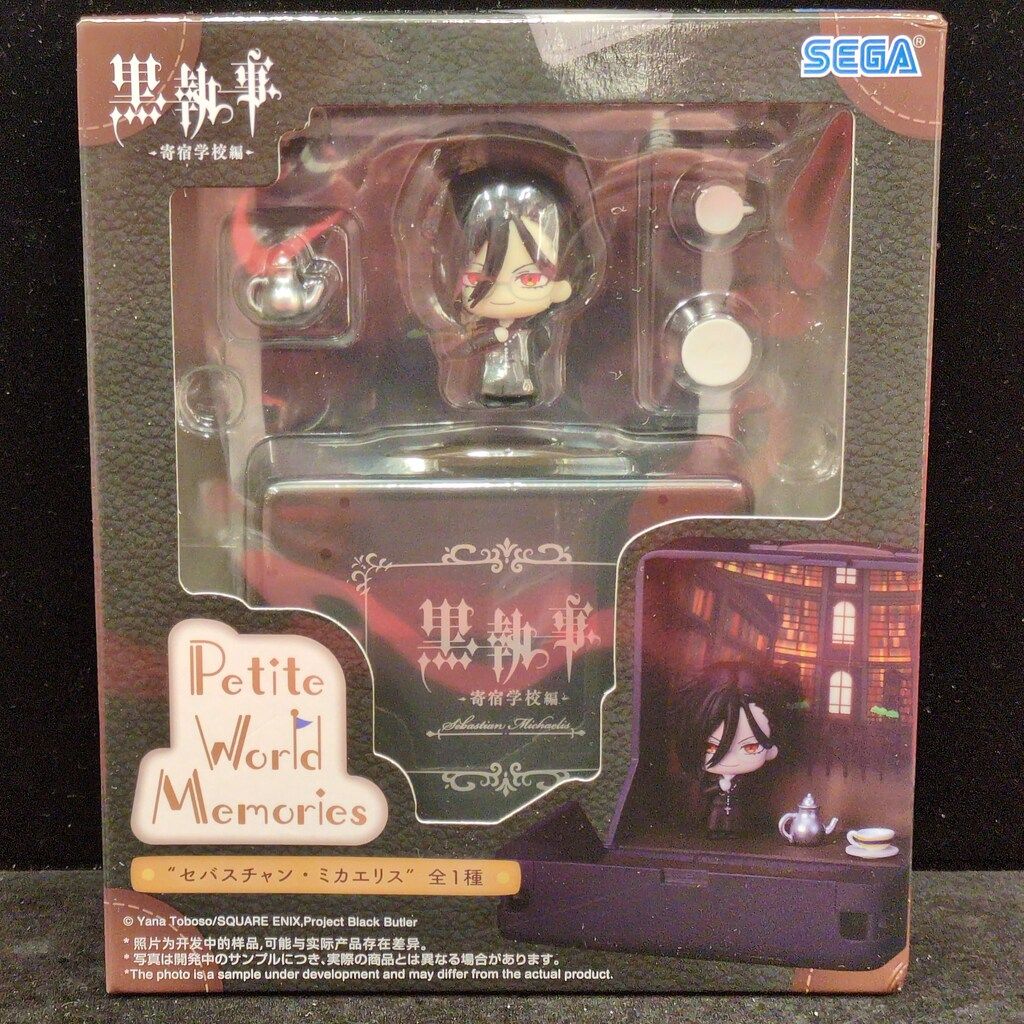 SEGA®
黒執事
寄宿学校編
黒執事
寄宿学校編
Sebastian Michaelis
Petite
World
Memories
"セバスチャン・ミカエリス" 全1種
© Yana Toboso/SQUARE ENIX,Project Black Butler
* 照片为开发中的样品,可能与实际产品存在差异。
* 写真は開発中のサンプルにつき、実際の商品とは異なる場合があります。
*The photo is a sample under development and may differ from the actual product.